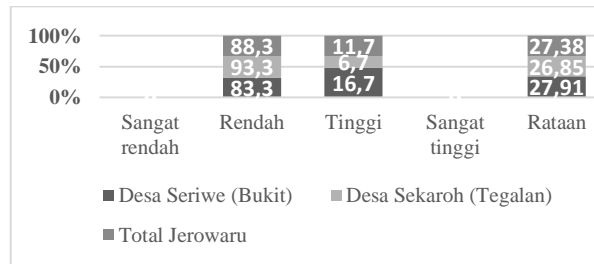 100%
50%
0%
88,3 11,7 27,38
93,3 6,7 26,85
83,3 16,7 27,91
Sangat rendah
Rendah
Tinggi
Sangat tinggi
Rataan
Desa Seriwe (Bukit)
Desa Sekaroh (Tegalan)
Total Jerowaru